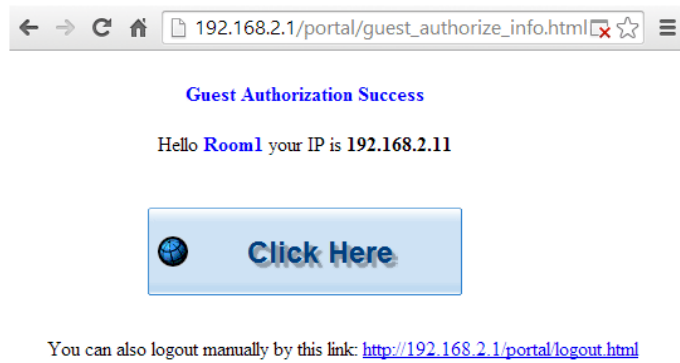 192.168.2.1/portal/guest_authorize_info.html
Guest Authorization Success
Hello Room1 your IP is 192.168.2.11
Click Here
You can also logout manually by this link: http://192.168.2.1/portal/logout.html